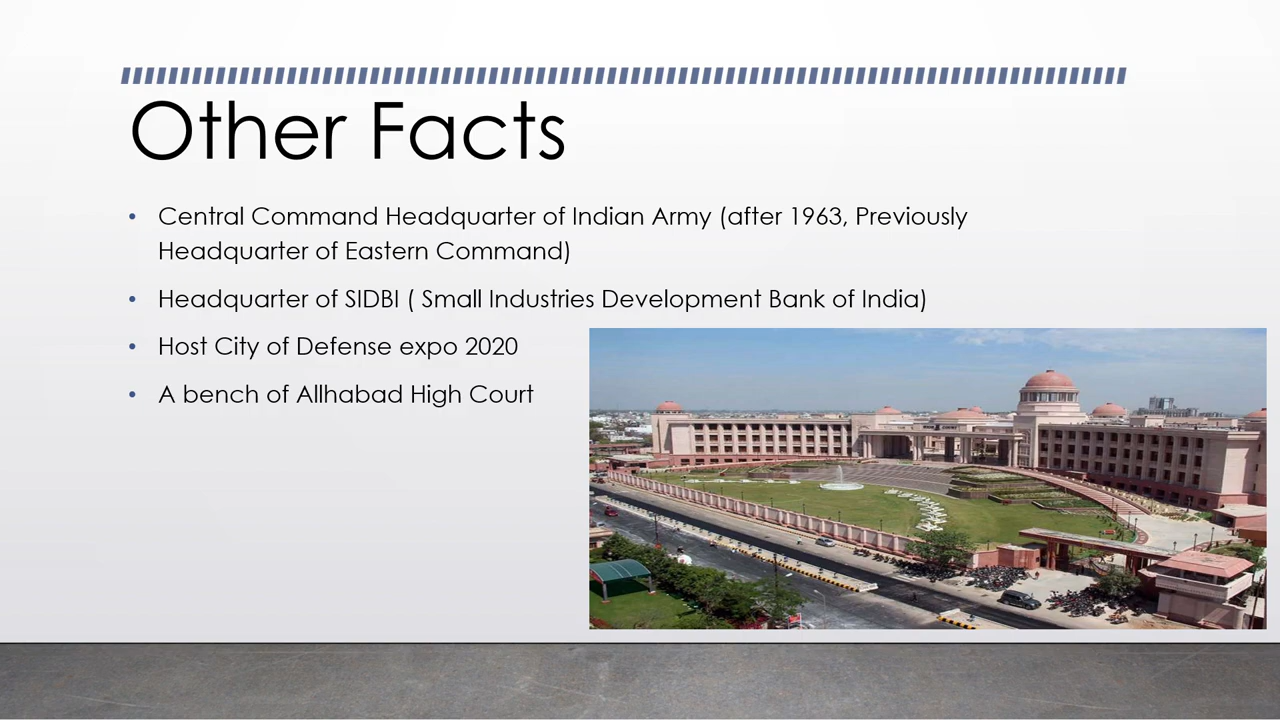 Other Facts
• Central Command Headquarter of Indian Army (after 1963, Previously
Headquarter of Eastern Command)
• Headquarter of SIDBI ( Small Industries Development Bank of India)
• Host City of Defense expo 2020
• A bench of Allhabad High Court